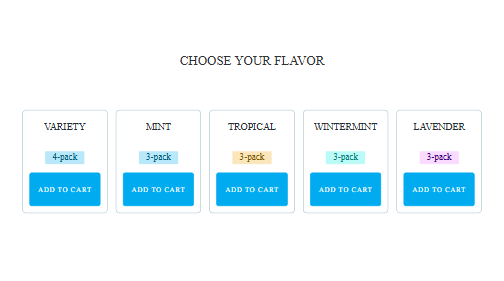 CHOOSE YOUR FLAVOR
VARIETY
4-pack
ADD TO CART
MINT
3-pack
ADD TO CART
TROPICAL
3-pack
ADD TO CART
WINTERMINT
3-pack
ADD TO CART
LAVENDER
3-pack
ADD TO CART